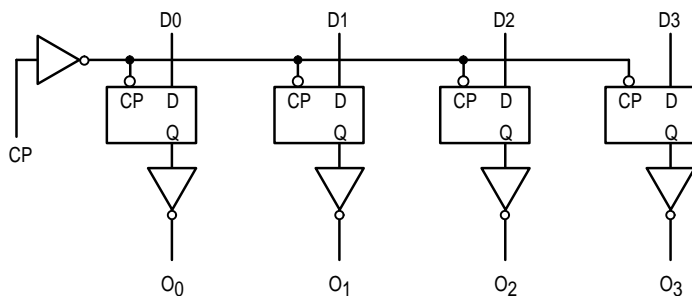 D0 D1 D2 D3
CP D CP D CP D CP D
Q Q Q Q
CP
O0 O1 O2 O3